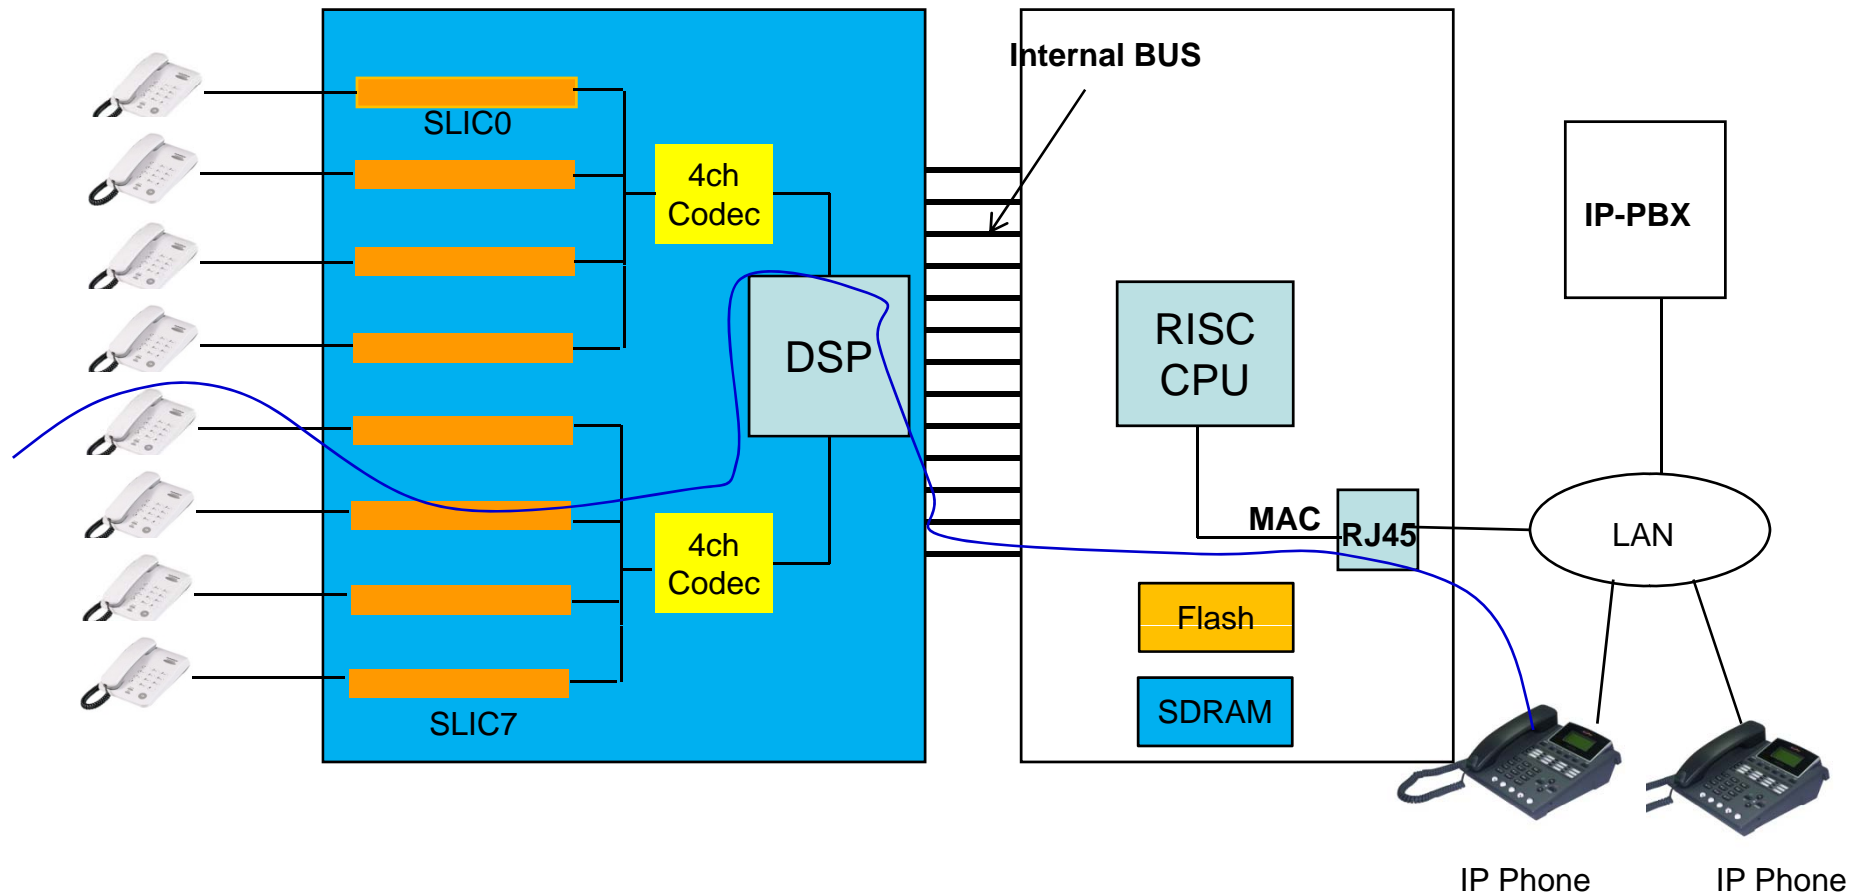 Internal BUS
SLIC0
4ch
Codec
IP-PBX
RISC
CPU
DSP
MAC
RJ45
LAN
4ch
Codec
Flash
SDRAM
SLIC7
IP Phone
IP Phone